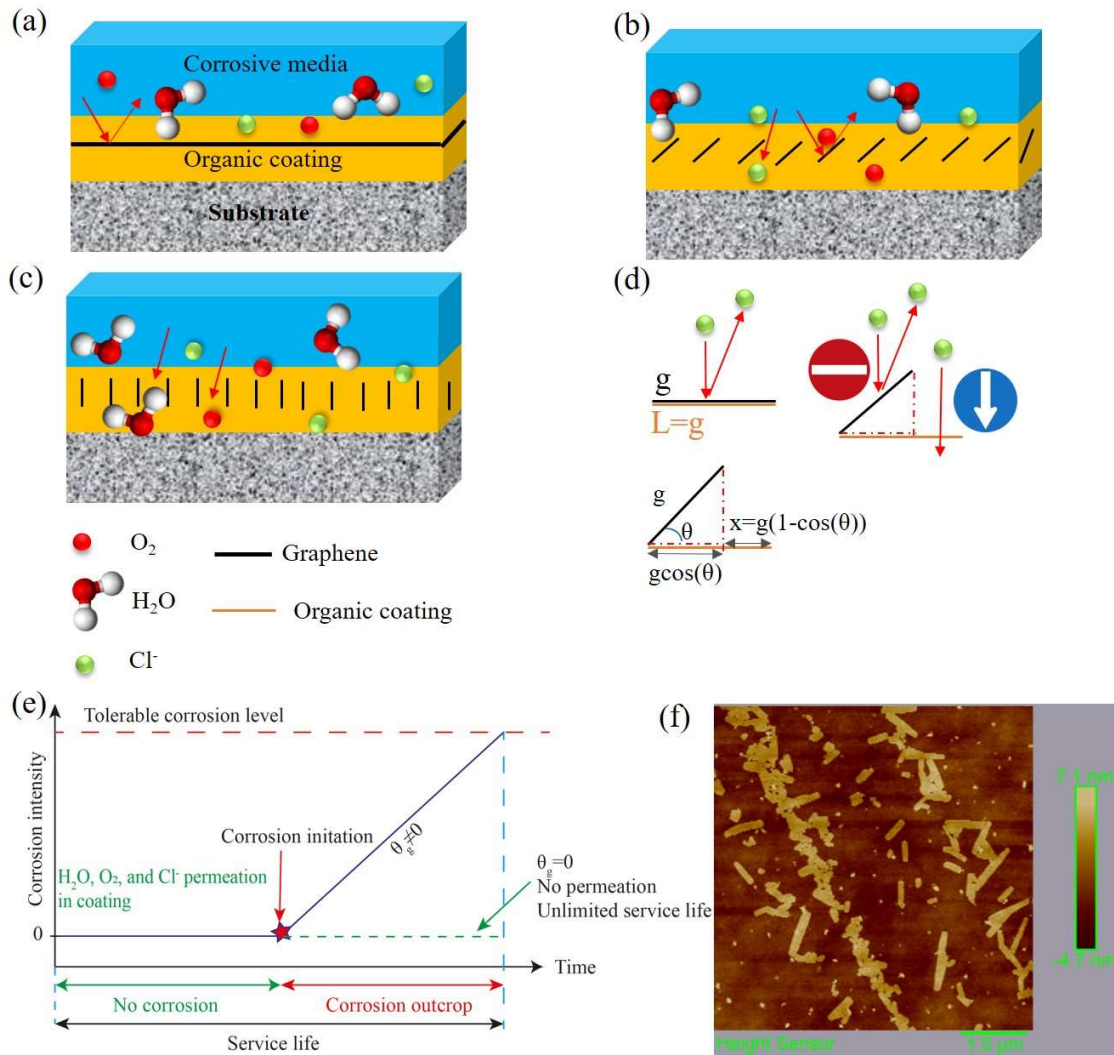 (a)
Corrosive media
Organic coating
Substrate
(b)
(c)
(d)
g
L=g
g
θ
x=g(1-cos(θ))
gcos(θ)
O₂
Graphene
H₂O
Organic coating
Cl⁻
(e)
Tolerable corrosion level
Corrosion intensity
Corrosion initation
θg≠0
H₂O, O₂, and Cl⁻ permeation
in coating
θg=0
No permeation
Unlimited service life
0
Time
No corrosion
Corrosion outcrop
Service life
(f)
7.1 nm
-4.7 nm
Height Sensor
1.0 µm